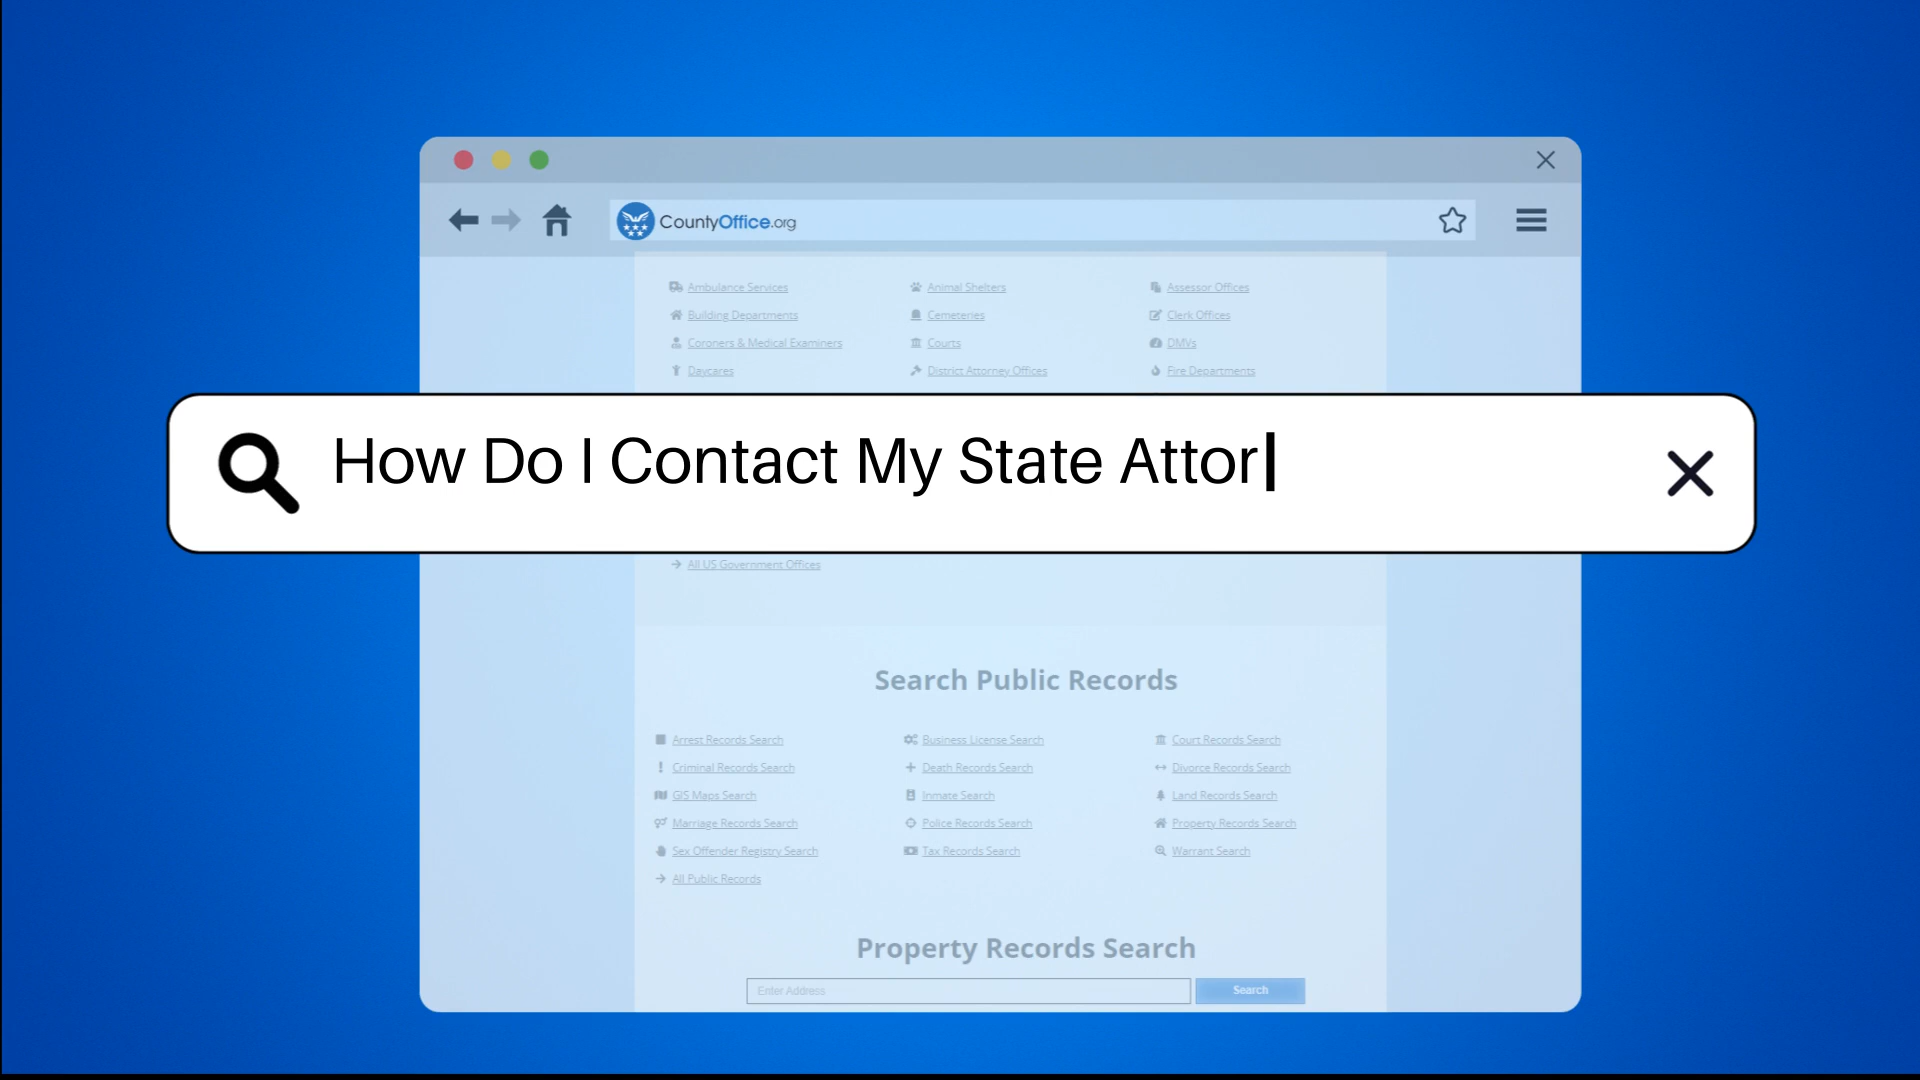 CountyOffice.org
Ambulance Services Animal Shelters Assessor Offices
Building Departments Cemeteries Clerk Offices
Coroners & Medical Examiners Courts DMVs
Daycares District Attorney Offices Fire Departments
How Do I Contact My State Attor
All US Government Offices
Search Public Records
Arrest Records Search Business License Search Court Records Search
Criminal Records Search Death Records Search Divorce Records Search
GIS Maps Search Inmate Search Land Records Search
Marriage Records Search Police Records Search Property Records Search
Sex Offender Registry Search Tax Records Search Warrant Search
All Public Records
Property Records Search
Enter Address Search